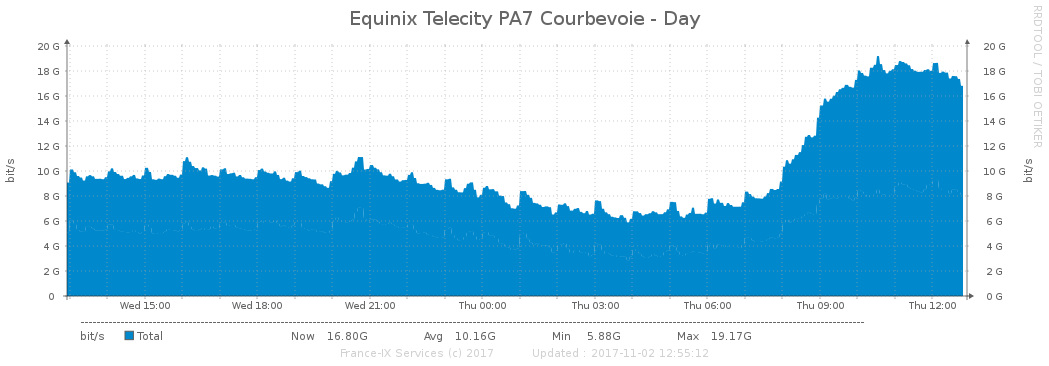 Equinix Telecity PA7 Courbevoie - Day
RRDTOOL / TOBI OETIKER
20 G 20 G
18 G 18 G
16 G 16 G
14 G 14 G
12 G 12 G
10 G 10 G
8 G 8 G
6 G 6 G
4 G 4 G
2 G 2 G
0 0 G
bit/s
bit/s
Wed 15:00 Wed 18:00 Wed 21:00 Thu 00:00 Thu 03:00 Thu 06:00 Thu 09:00 Thu 12:00
bit/s Total Now 16.80G Avg 10.16G Min 5.88G Max 19.17G
France-IX Services (c) 2017 Updated : 2017-11-02 12:55:12